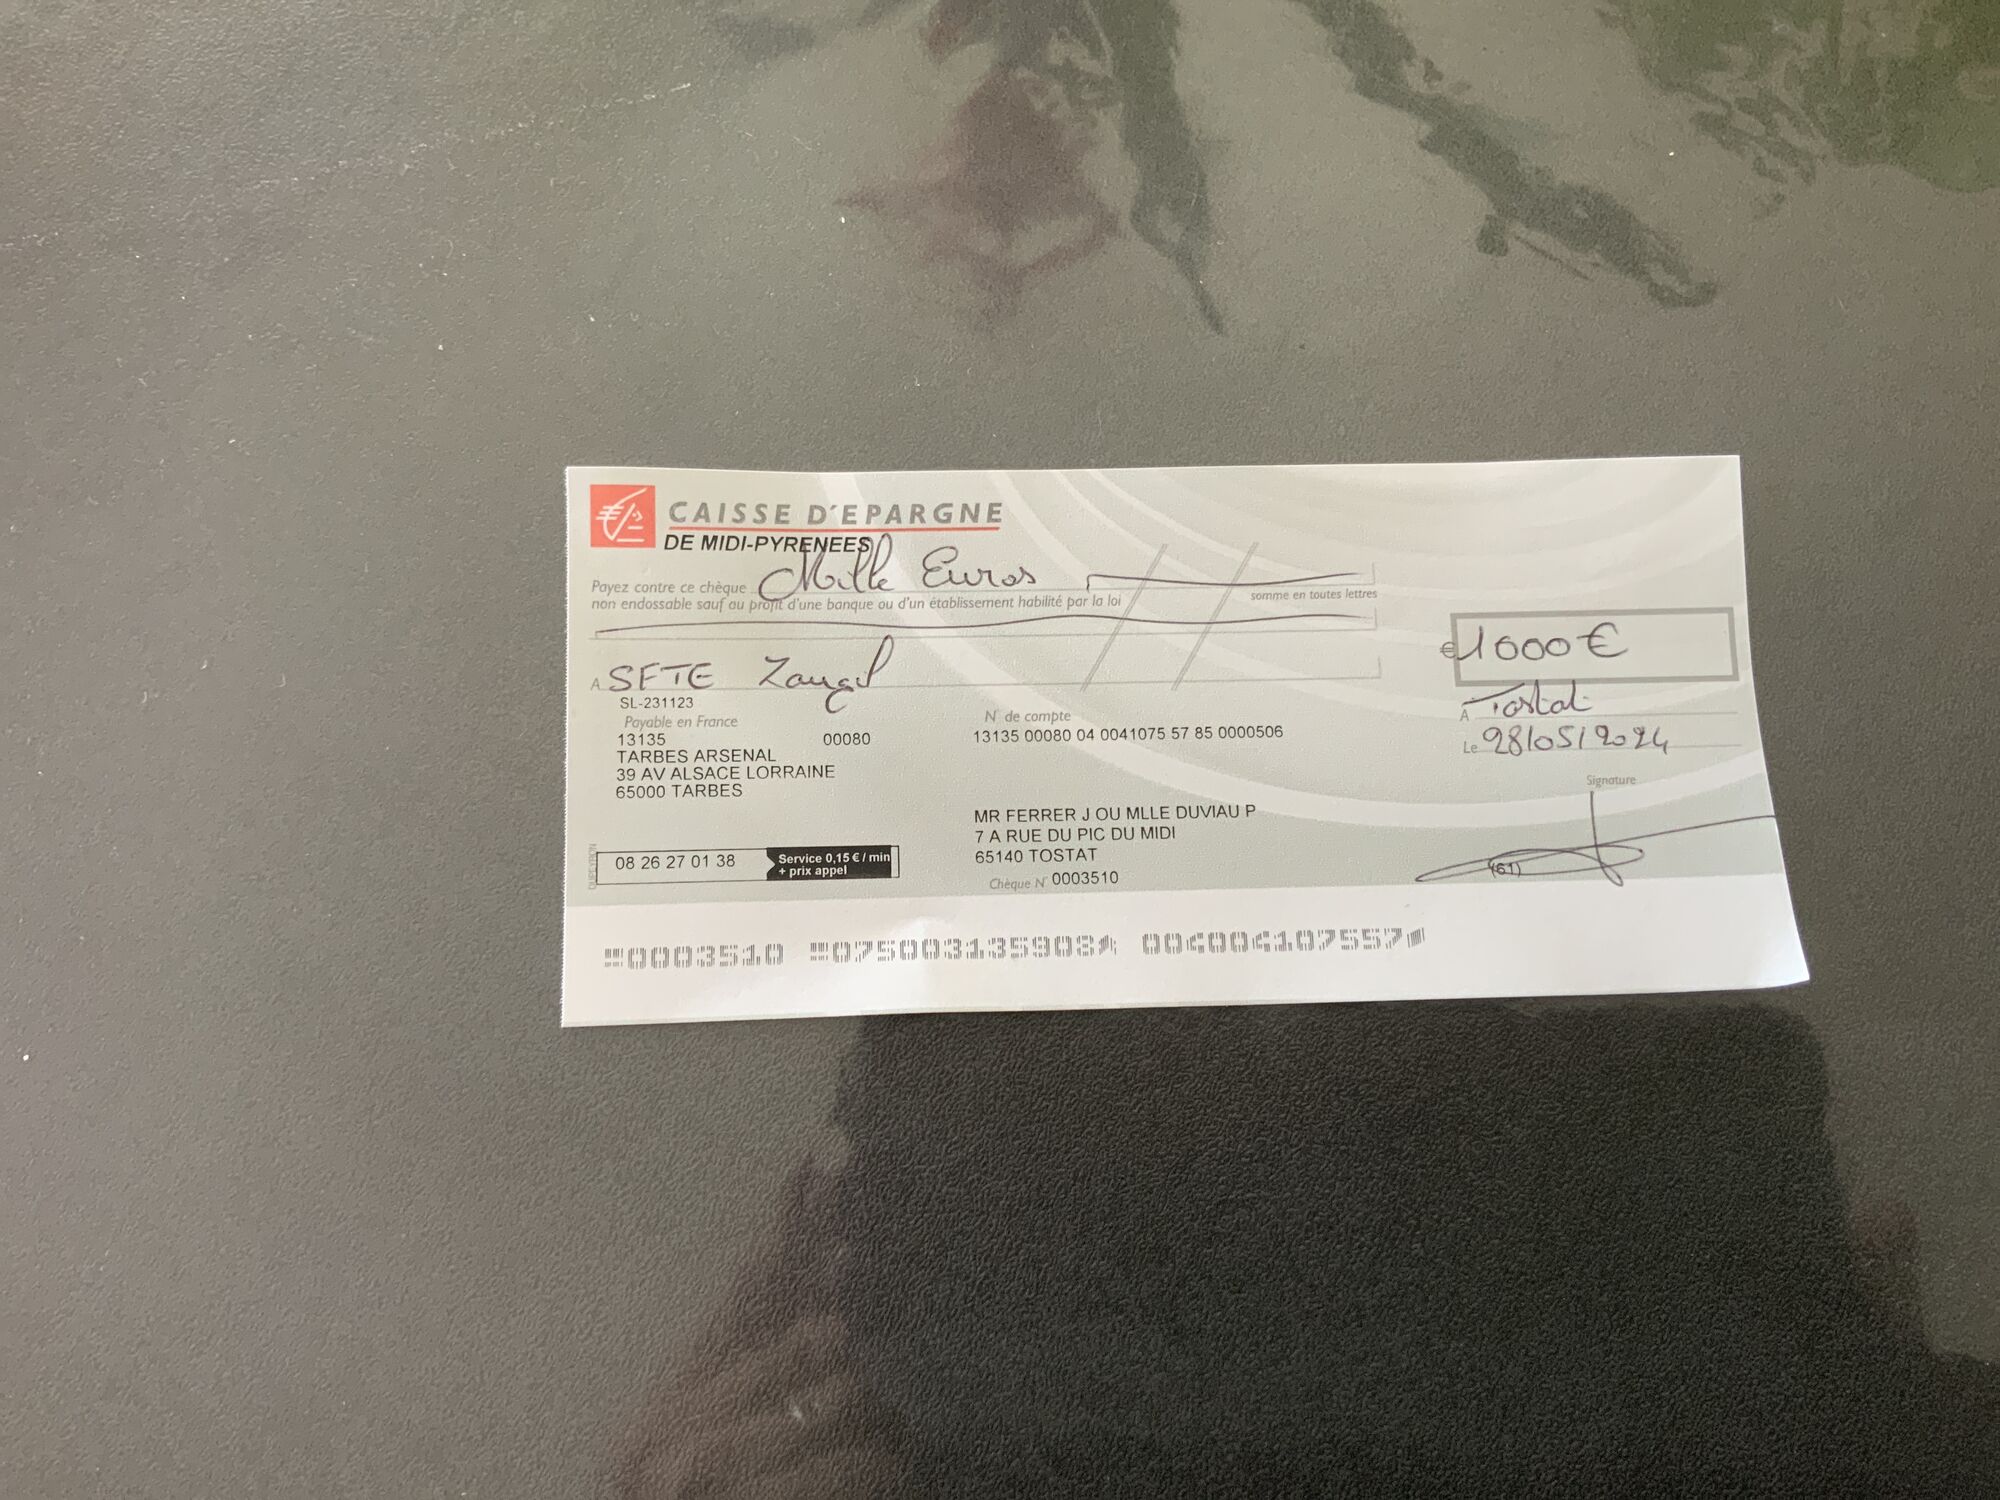 CAISSE D'EPARGNE
DE MIDI-PYRENEES
Payez contre ce chèque Mille Euros
non endossable sauf au profit d'une banque ou d'un établissement habilité par la loi
somme en toutes lettres
€ 1000 €
A SETE
SL-231123
A Tostat
Payable en France
N° de compte
13135 00080
13135 00080 04 0041075 57 85 0000506
Le 28/05/2024
TARBES ARSENAL
39 AV ALSACE LORRAINE
65000 TARBES
Signature
MR FERRER J OU MLLE DUVIAU P
7 A RUE DU PIC DU MIDI
65140 TOSTAT
08 26 27 01 38
Service 0,15 € / min
+ prix appel
Chèque N° 0003510
(61)
0003510 075003135908 004004107557